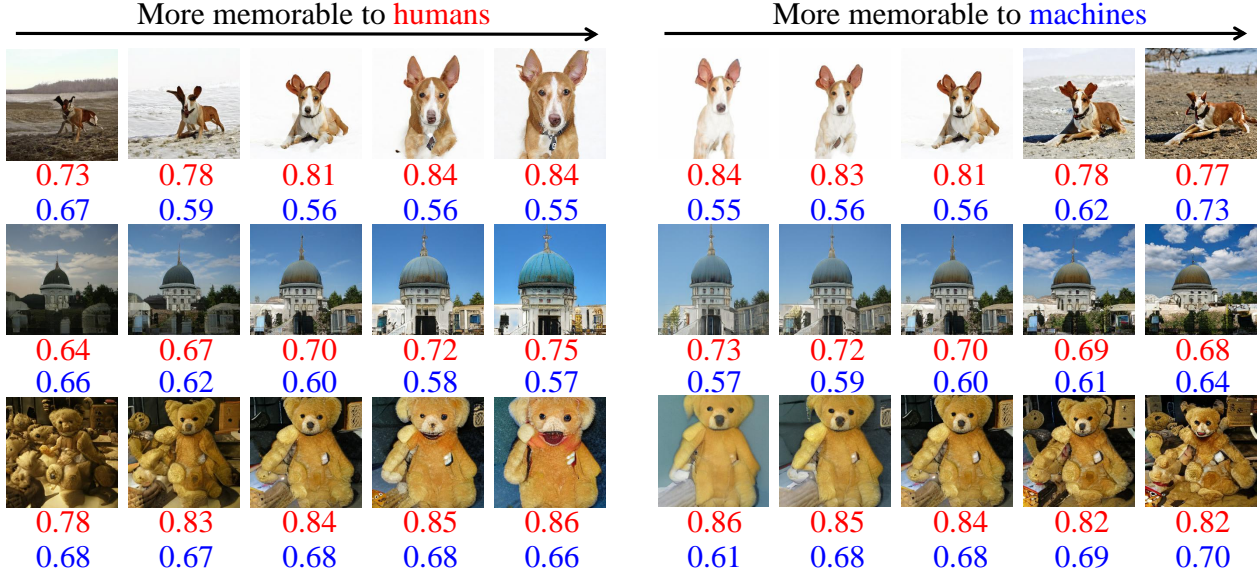 More memorable to humans
More memorable to machines
0.73 0.78 0.81 0.84 0.84
0.67 0.59 0.56 0.56 0.55
0.84 0.83 0.81 0.78 0.77
0.55 0.56 0.56 0.62 0.73
0.64 0.67 0.70 0.72 0.75
0.66 0.62 0.60 0.58 0.57
0.73 0.72 0.70 0.69 0.68
0.57 0.59 0.60 0.61 0.64
0.78 0.83 0.84 0.85 0.86
0.68 0.67 0.68 0.68 0.66
0.86 0.85 0.84 0.82 0.82
0.61 0.68 0.68 0.69 0.70